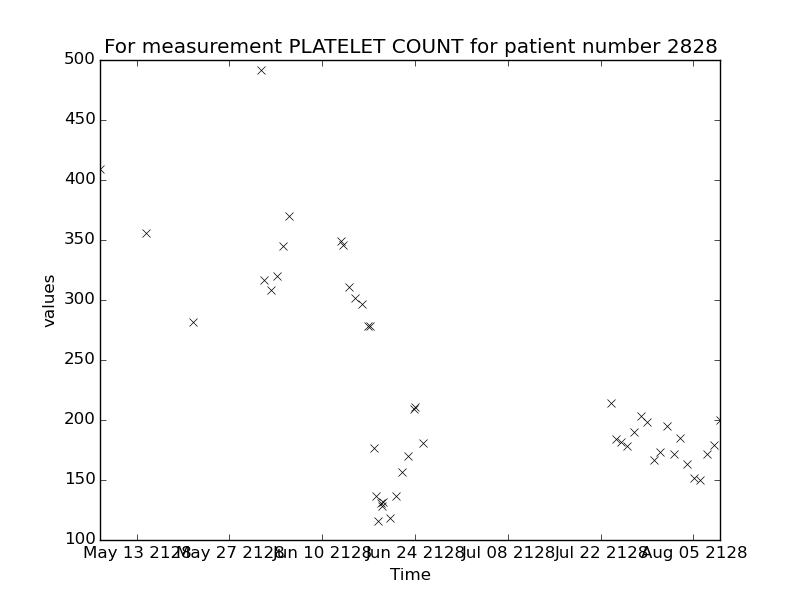 For measurement PLATELET COUNT for patient number 2828
500
450
400
350
300
250
200
150
100
values
May 13 2128 May 27 2128 Jun 10 2128 Jun 24 2128 Jul 08 2128 Jul 22 2128 Aug 05 2128
Time